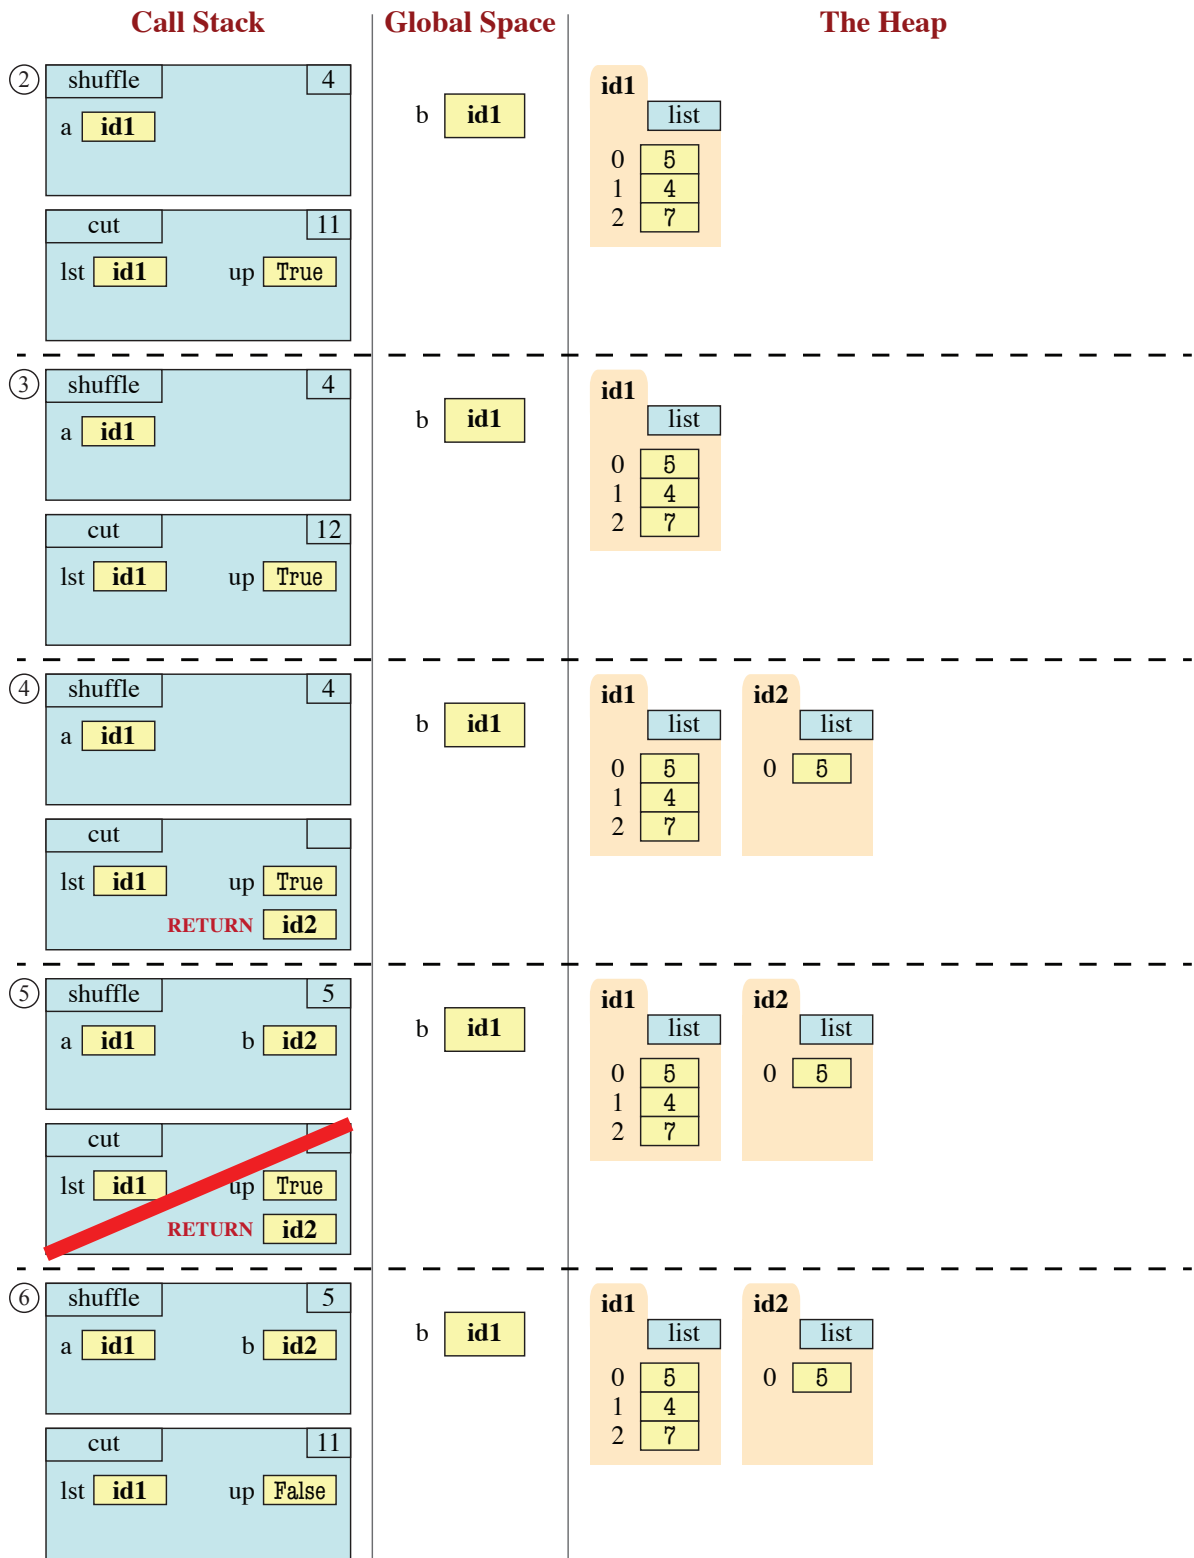 Call Stack Global Space The Heap
2 shuffle 4 id1
a id1 b id1 list
0 5
1 4
2 7
cut 11
lst id1 up True
3 shuffle 4 id1
a id1 b id1 list
0 5
1 4
2 7
cut 12
lst id1 up True
4 shuffle 4 id1 id2
a id1 b id1 list list
0 5 0 5
1 4
2 7
cut
lst id1 up True
RETURN id2
5 shuffle 5 id1 id2
a id1 b id2 b id1 list list
0 5 0 5
1 4
2 7
cut
lst id1 up True
RETURN id2
6 shuffle 5 id1 id2
a id1 b id2 b id1 list list
0 5 0 5
1 4
2 7
cut 11
lst id1 up False